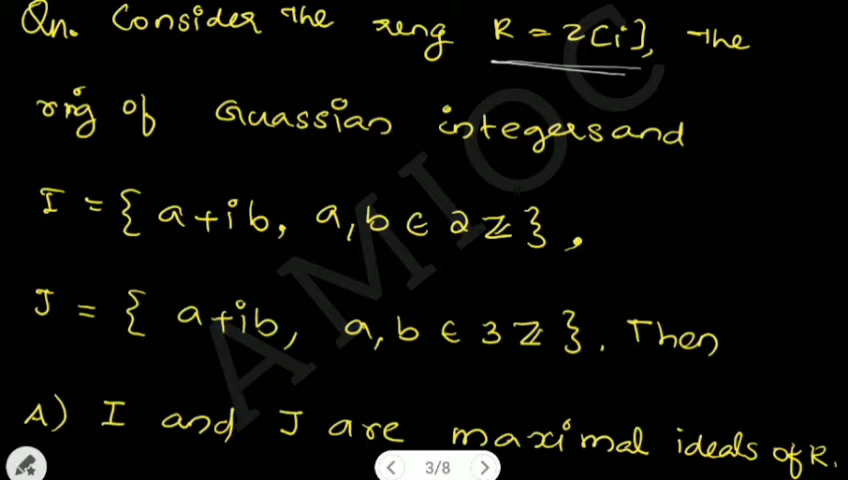 Qn. Consider the reng R = Z[i], the
ring of Guassian integers and
I = { a+ib, a, b ∈ 2ℤ },
J = { a+ib, a, b ∈ 3ℤ }. Then
A) I and J are maximal ideals of R.
3/8
AMIOC